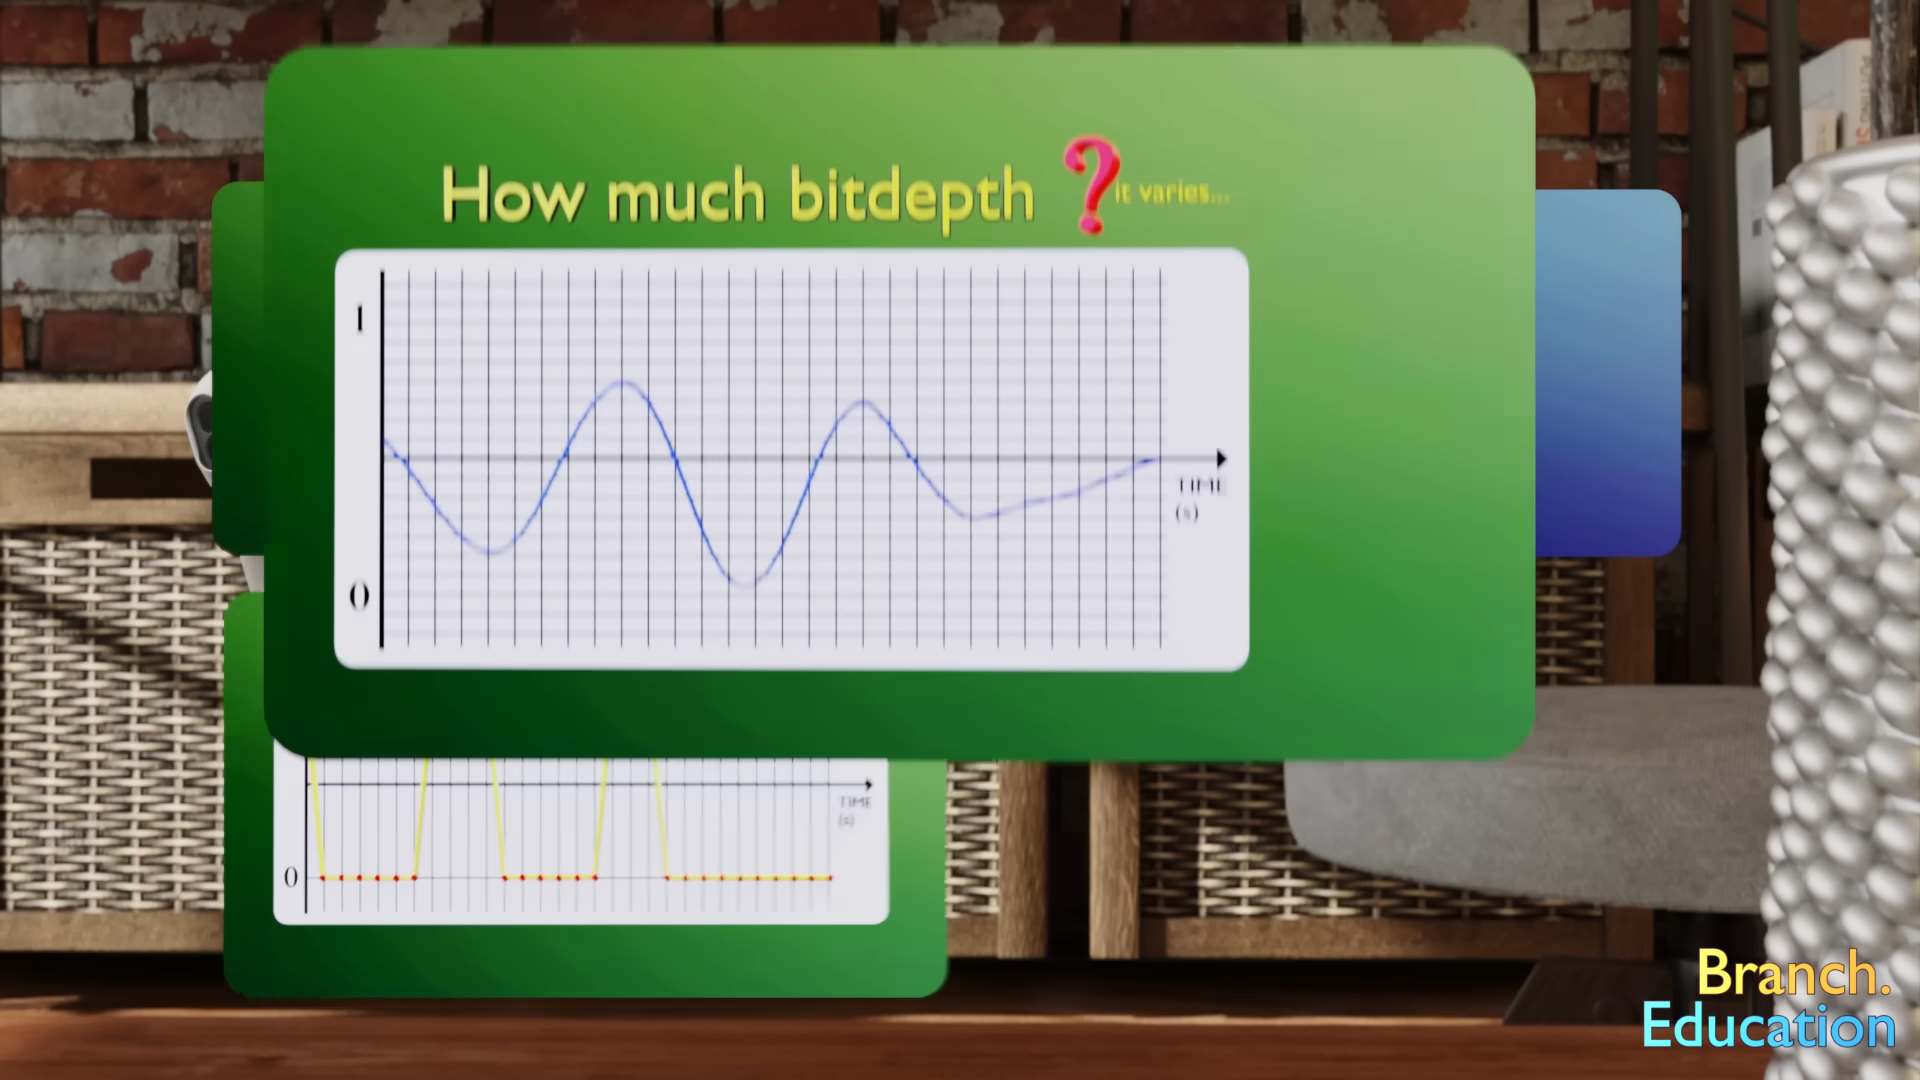 How much bitdepth ? it varies...
1
0
TIME
(s)
TIME
(s)
0
Branch.
Education